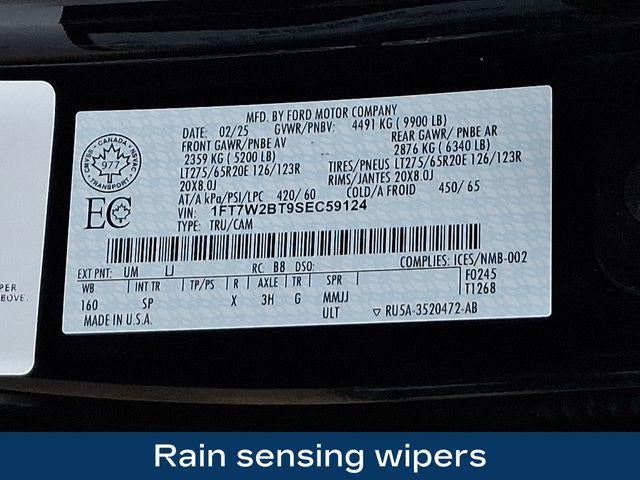 MFD. BY FORD MOTOR COMPANY
DATE: 02/25 GVWR/PNBV: 4491 KG ( 9900 LB)
FRONT GAWR/PNBE AV REAR GAWR/ PNBE AR
2359 KG ( 5200 LB) 2876 KG ( 6340 LB)
LT275/65R20E 126/123R TIRES/PNEUS LT275/65R20E 126/123R
20X8.0J RIMS/JANTES 20X8.0J
AT/A kPa/PSI/LPC 420/ 60 COLD/A FROID 450/ 65
VIN: 1FT7W2BT9SEC59124
TYPE: TRU/CAM
CANADA
977
TRANSPORT
EC
EXT PNT: UM LJ RC: B8 DSO: COMPLIES: ICES/NMB-002
WB INT TR TP/PS R AXLE TR SPR F0245
160 SP X 3H G MMJJ T1268
ULT
MADE IN U.S.A. ▽ RU5A-3520472-AB
PER
ABOVE.
Rain sensing wipers